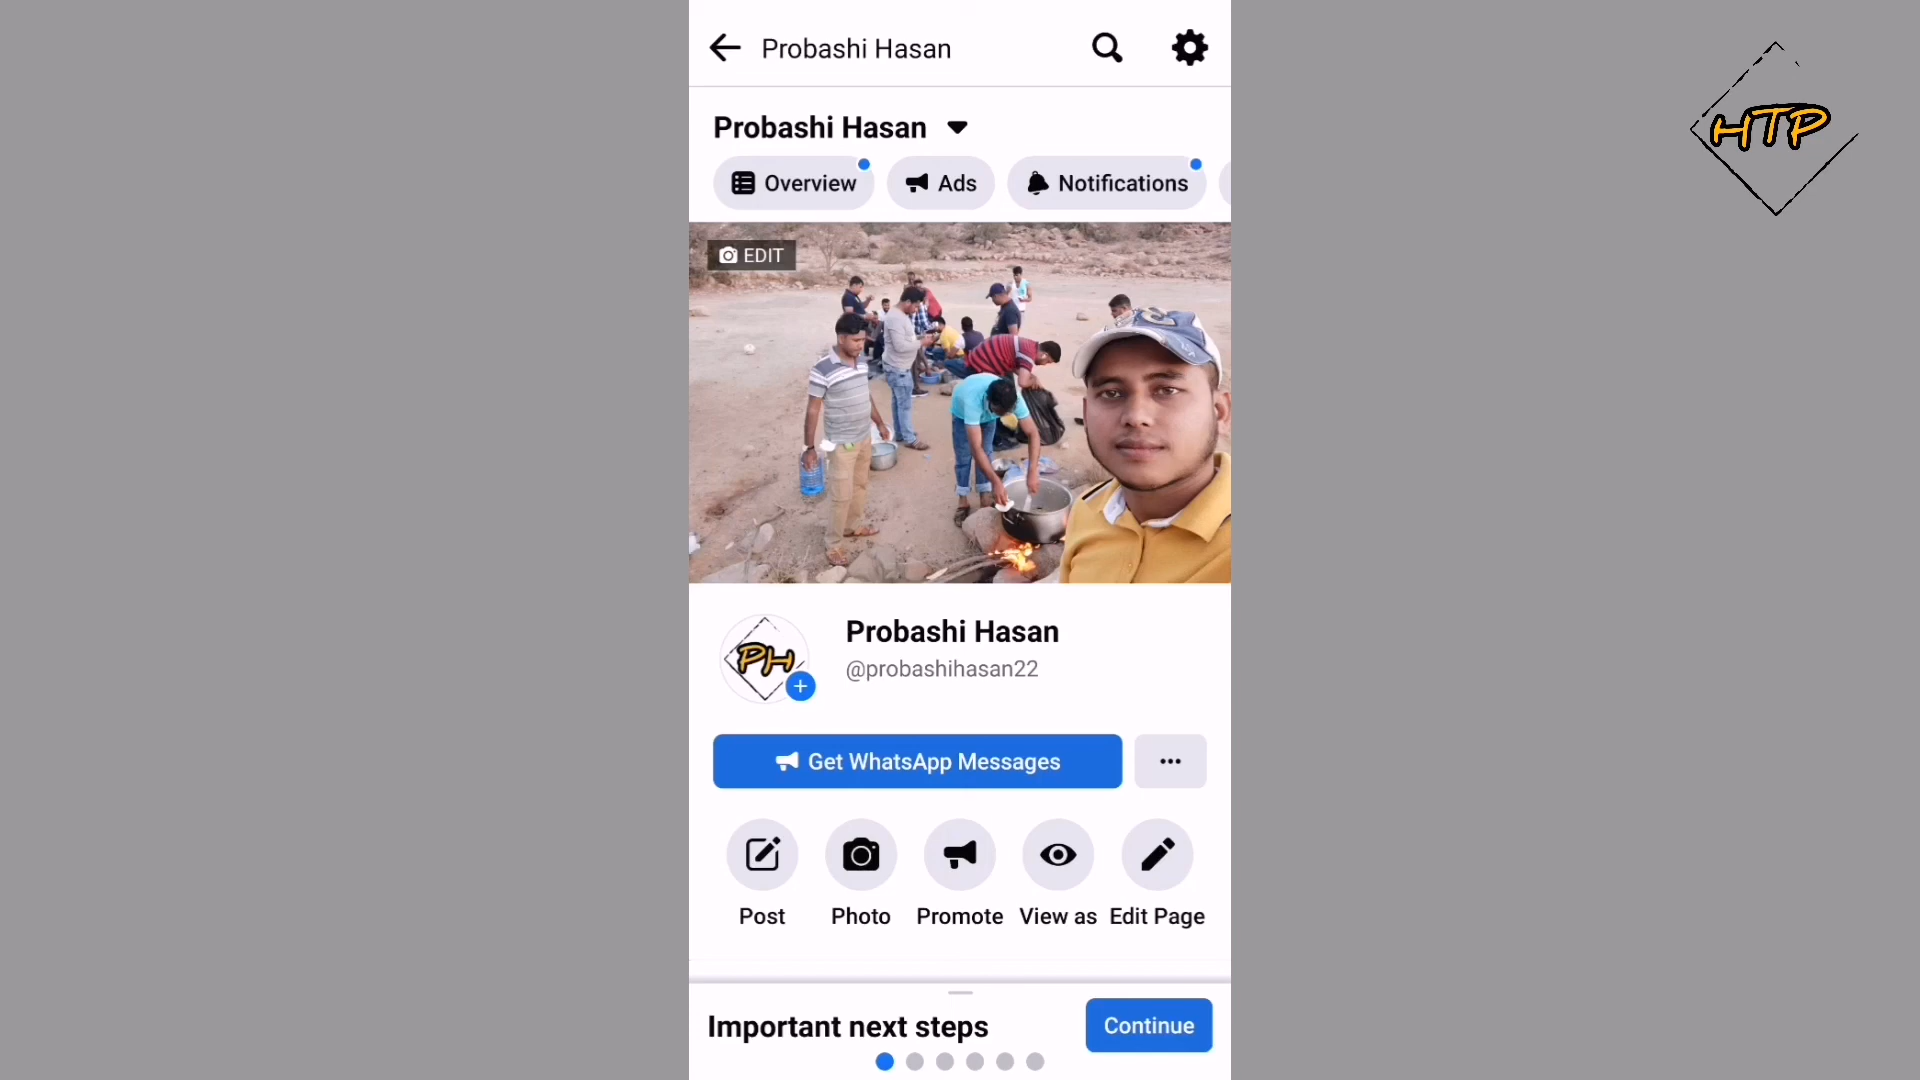 Probashi Hasan
HTP
Probashi Hasan
Overview
Ads
Notifications
EDIT
Probashi Hasan
@probashihasan22
PH
Get WhatsApp Messages
Post
Photo
Promote
View as
Edit Page
Important next steps
Continue